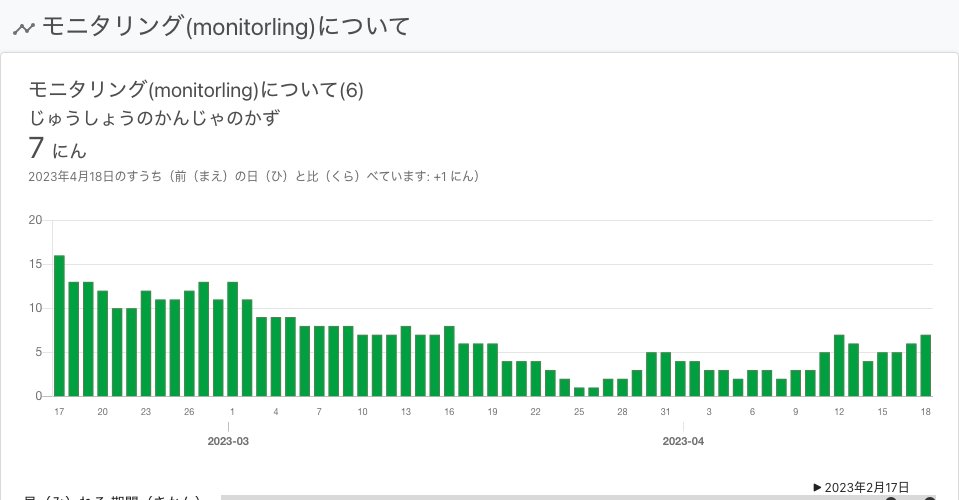 モニタリング(monitorling)について
モニタリング(monitorling)について(6)
じゅうしょうのかんじゃのかず
7 にん
2023年4月18日のすうち（前（まえ）の日（ひ）と比（くら）べています: +1 にん）
20
15
10
5
0
17 20 23 26 1 4 7 10 13 16 19 22 25 28 31 3 6 9 12 15 18
2023-03 2023-04
▶ 2023年2月17日